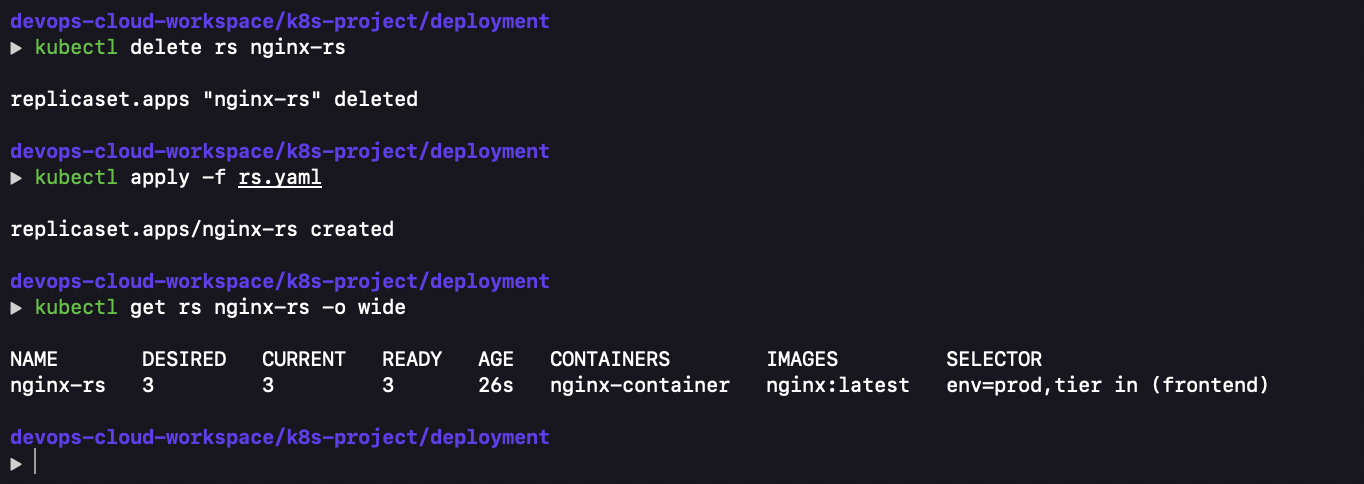 devops-cloud-workspace/k8s-project/deployment
▶ kubectl delete rs nginx-rs
replicaset.apps "nginx-rs" deleted
devops-cloud-workspace/k8s-project/deployment
▶ kubectl apply -f rs.yaml
replicaset.apps/nginx-rs created
devops-cloud-workspace/k8s-project/deployment
▶ kubectl get rs nginx-rs -o wide
NAME       DESIRED   CURRENT   READY   AGE   CONTAINERS        IMAGES         SELECTOR
nginx-rs   3         3         3       26s   nginx-container   nginx:latest   env=prod,tier in (frontend)
devops-cloud-workspace/k8s-project/deployment
▶